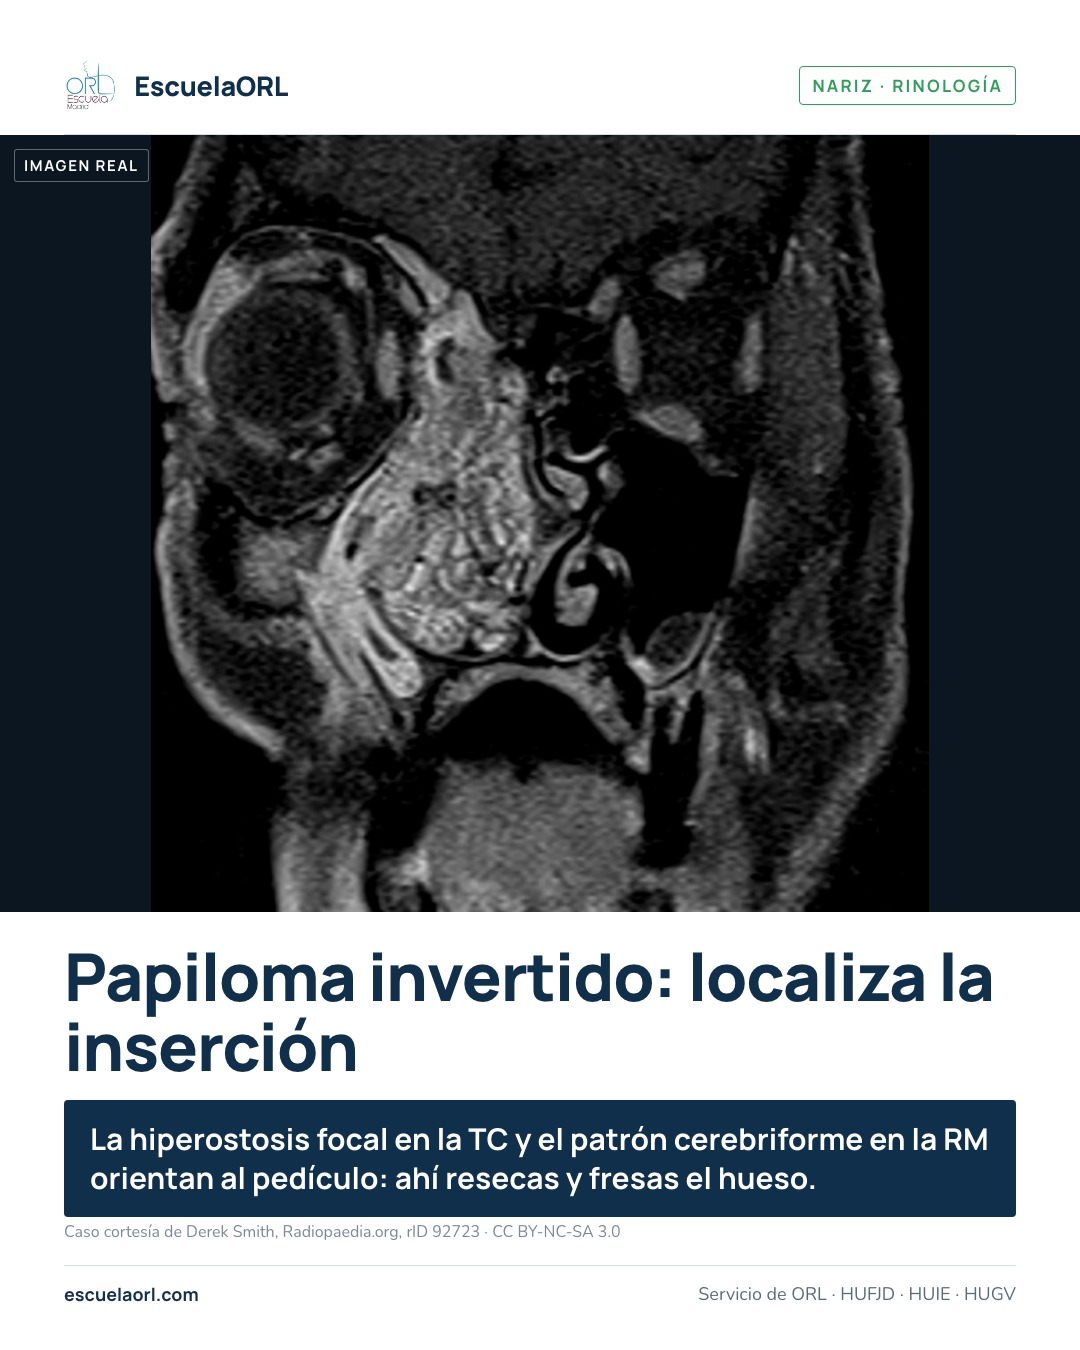 ORL
Escuela
Madrid
EscuelaORL
NARIZ · RINOLOGÍA
IMAGEN REAL
Papiloma invertido: localiza la
inserción
La hiperostosis focal en la TC y el patrón cerebriforme en la RM
orientan al pedículo: ahí resecas y fresas el hueso.
Caso cortesía de Derek Smith, Radiopaedia.org, rID 92723 · CC BY-NC-SA 3.0
escuelaorl.com
Servicio de ORL · HUFJD · HUIE · HUGV